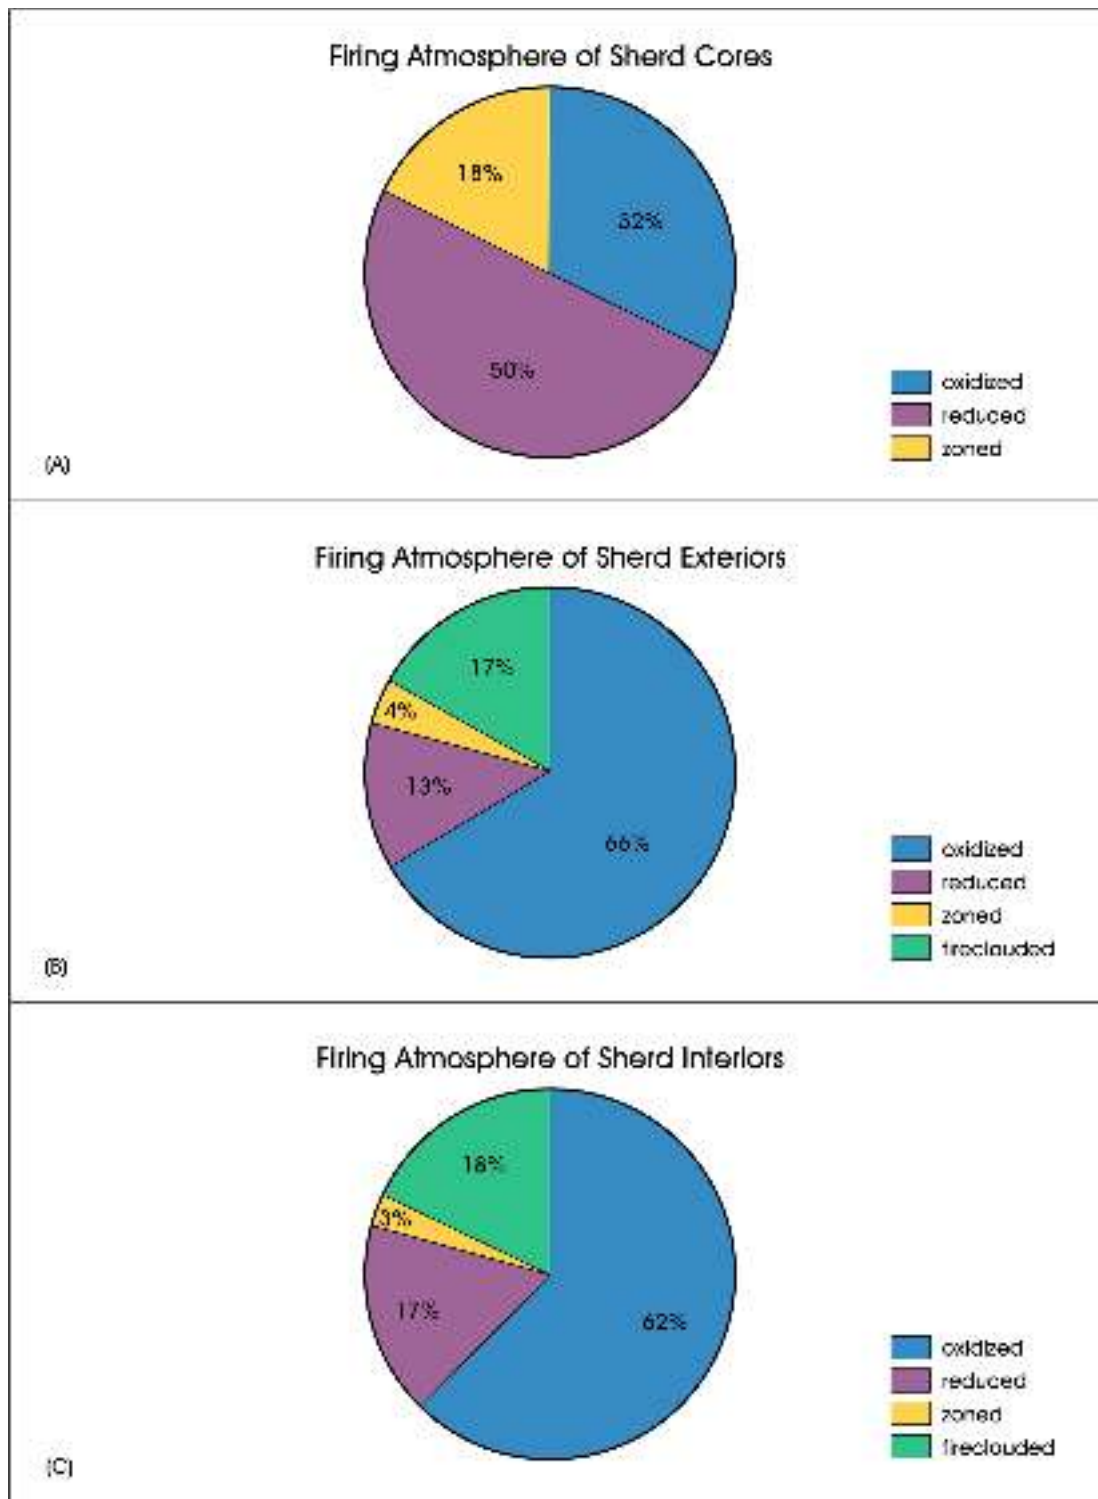 Firing Atmosphere of Sherd Cores
18%
32%
50%
oxidized
reduced
zoned
(A)
Firing Atmosphere of Sherd Exteriors
17%
4%
13%
66%
oxidized
reduced
zoned
fireclouded
(B)
Firing Atmosphere of Sherd Interiors
18%
3%
17%
62%
oxidized
reduced
zoned
fireclouded
(C)